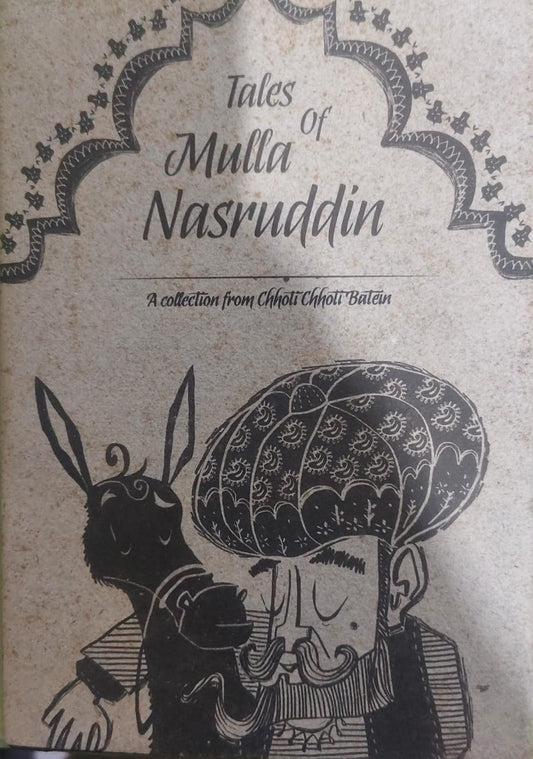 Tales
Of
Mulla
Nasruddin
A collection from Chhoti Chhoti Batein